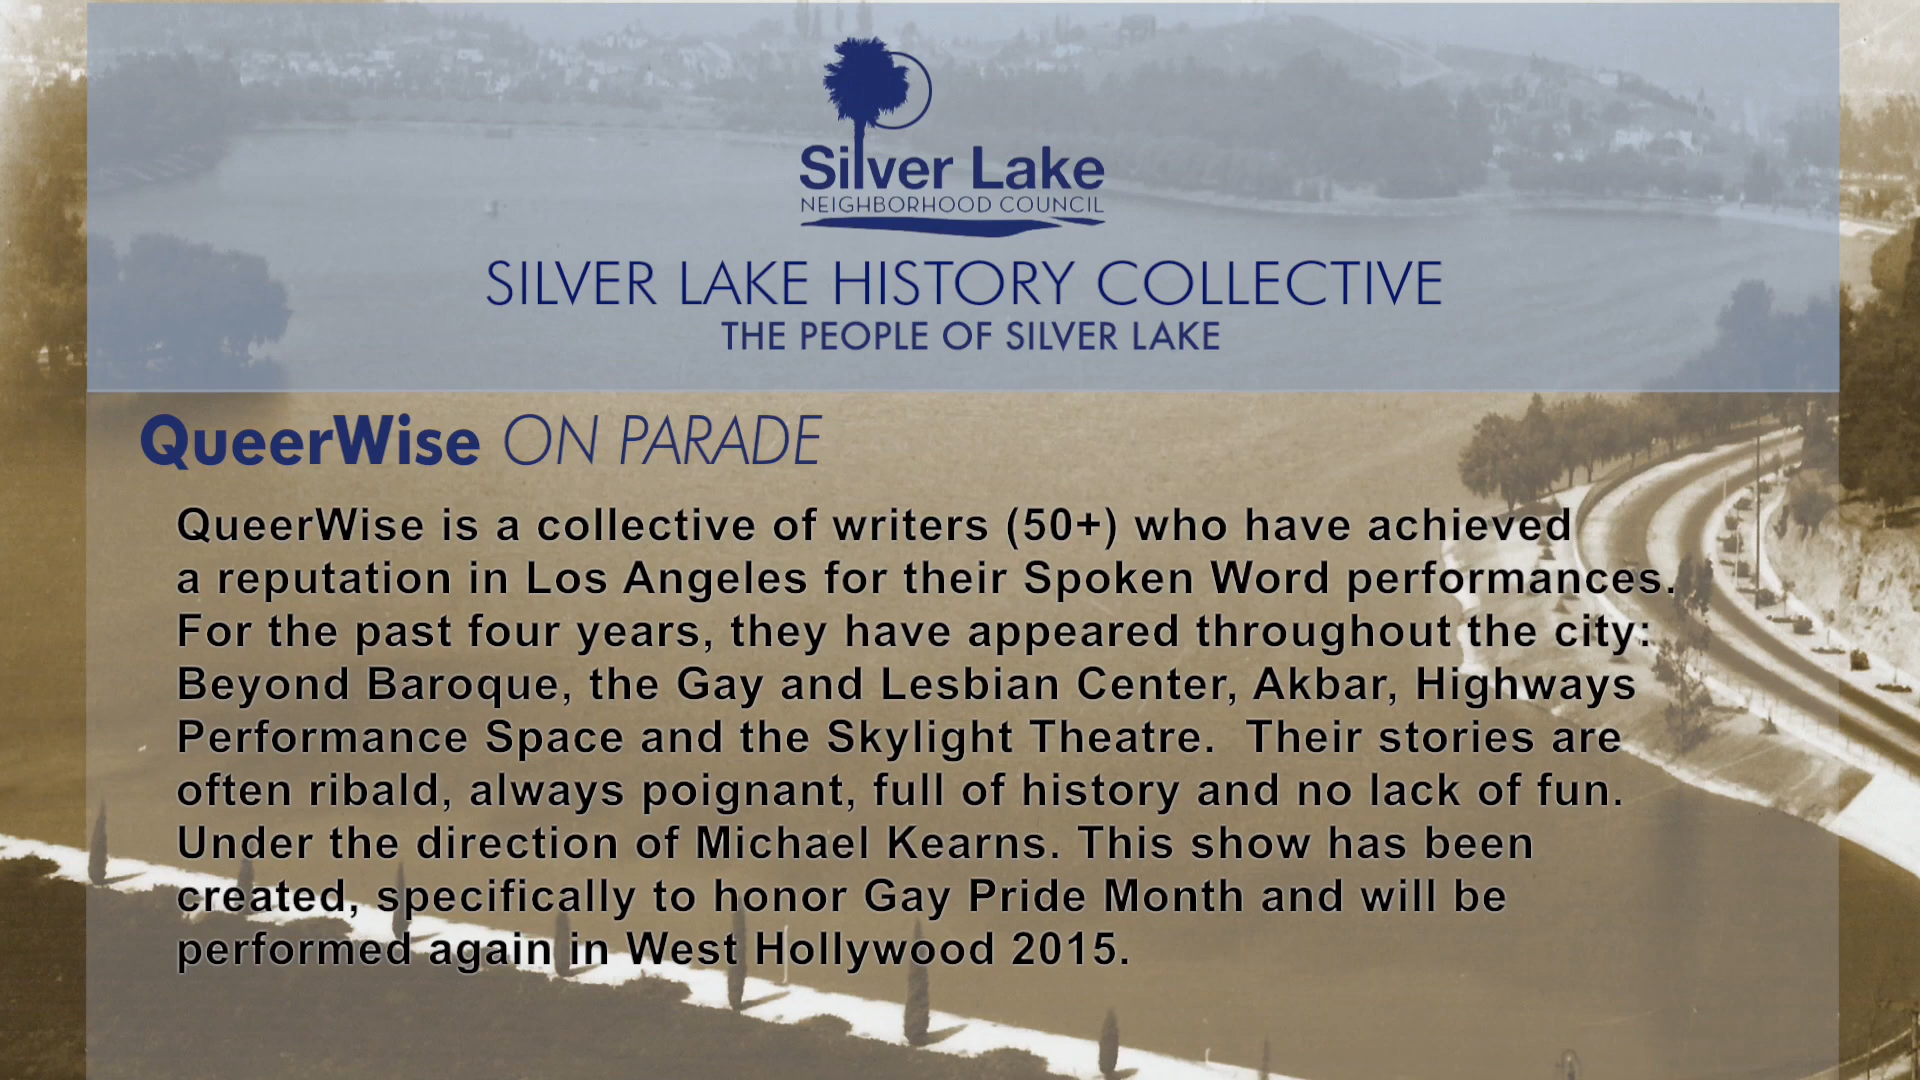 Silver Lake
NEIGHBORHOOD COUNCIL
SILVER LAKE HISTORY COLLECTIVE
THE PEOPLE OF SILVER LAKE
QueerWise ON PARADE
QueerWise is a collective of writers (50+) who have achieved
a reputation in Los Angeles for their Spoken Word performances.
For the past four years, they have appeared throughout the city:
Beyond Baroque, the Gay and Lesbian Center, Akbar, Highways
Performance Space and the Skylight Theatre.  Their stories are
often ribald, always poignant, full of history and no lack of fun.
Under the direction of Michael Kearns. This show has been
created, specifically to honor Gay Pride Month and will be
performed again in West Hollywood 2015.